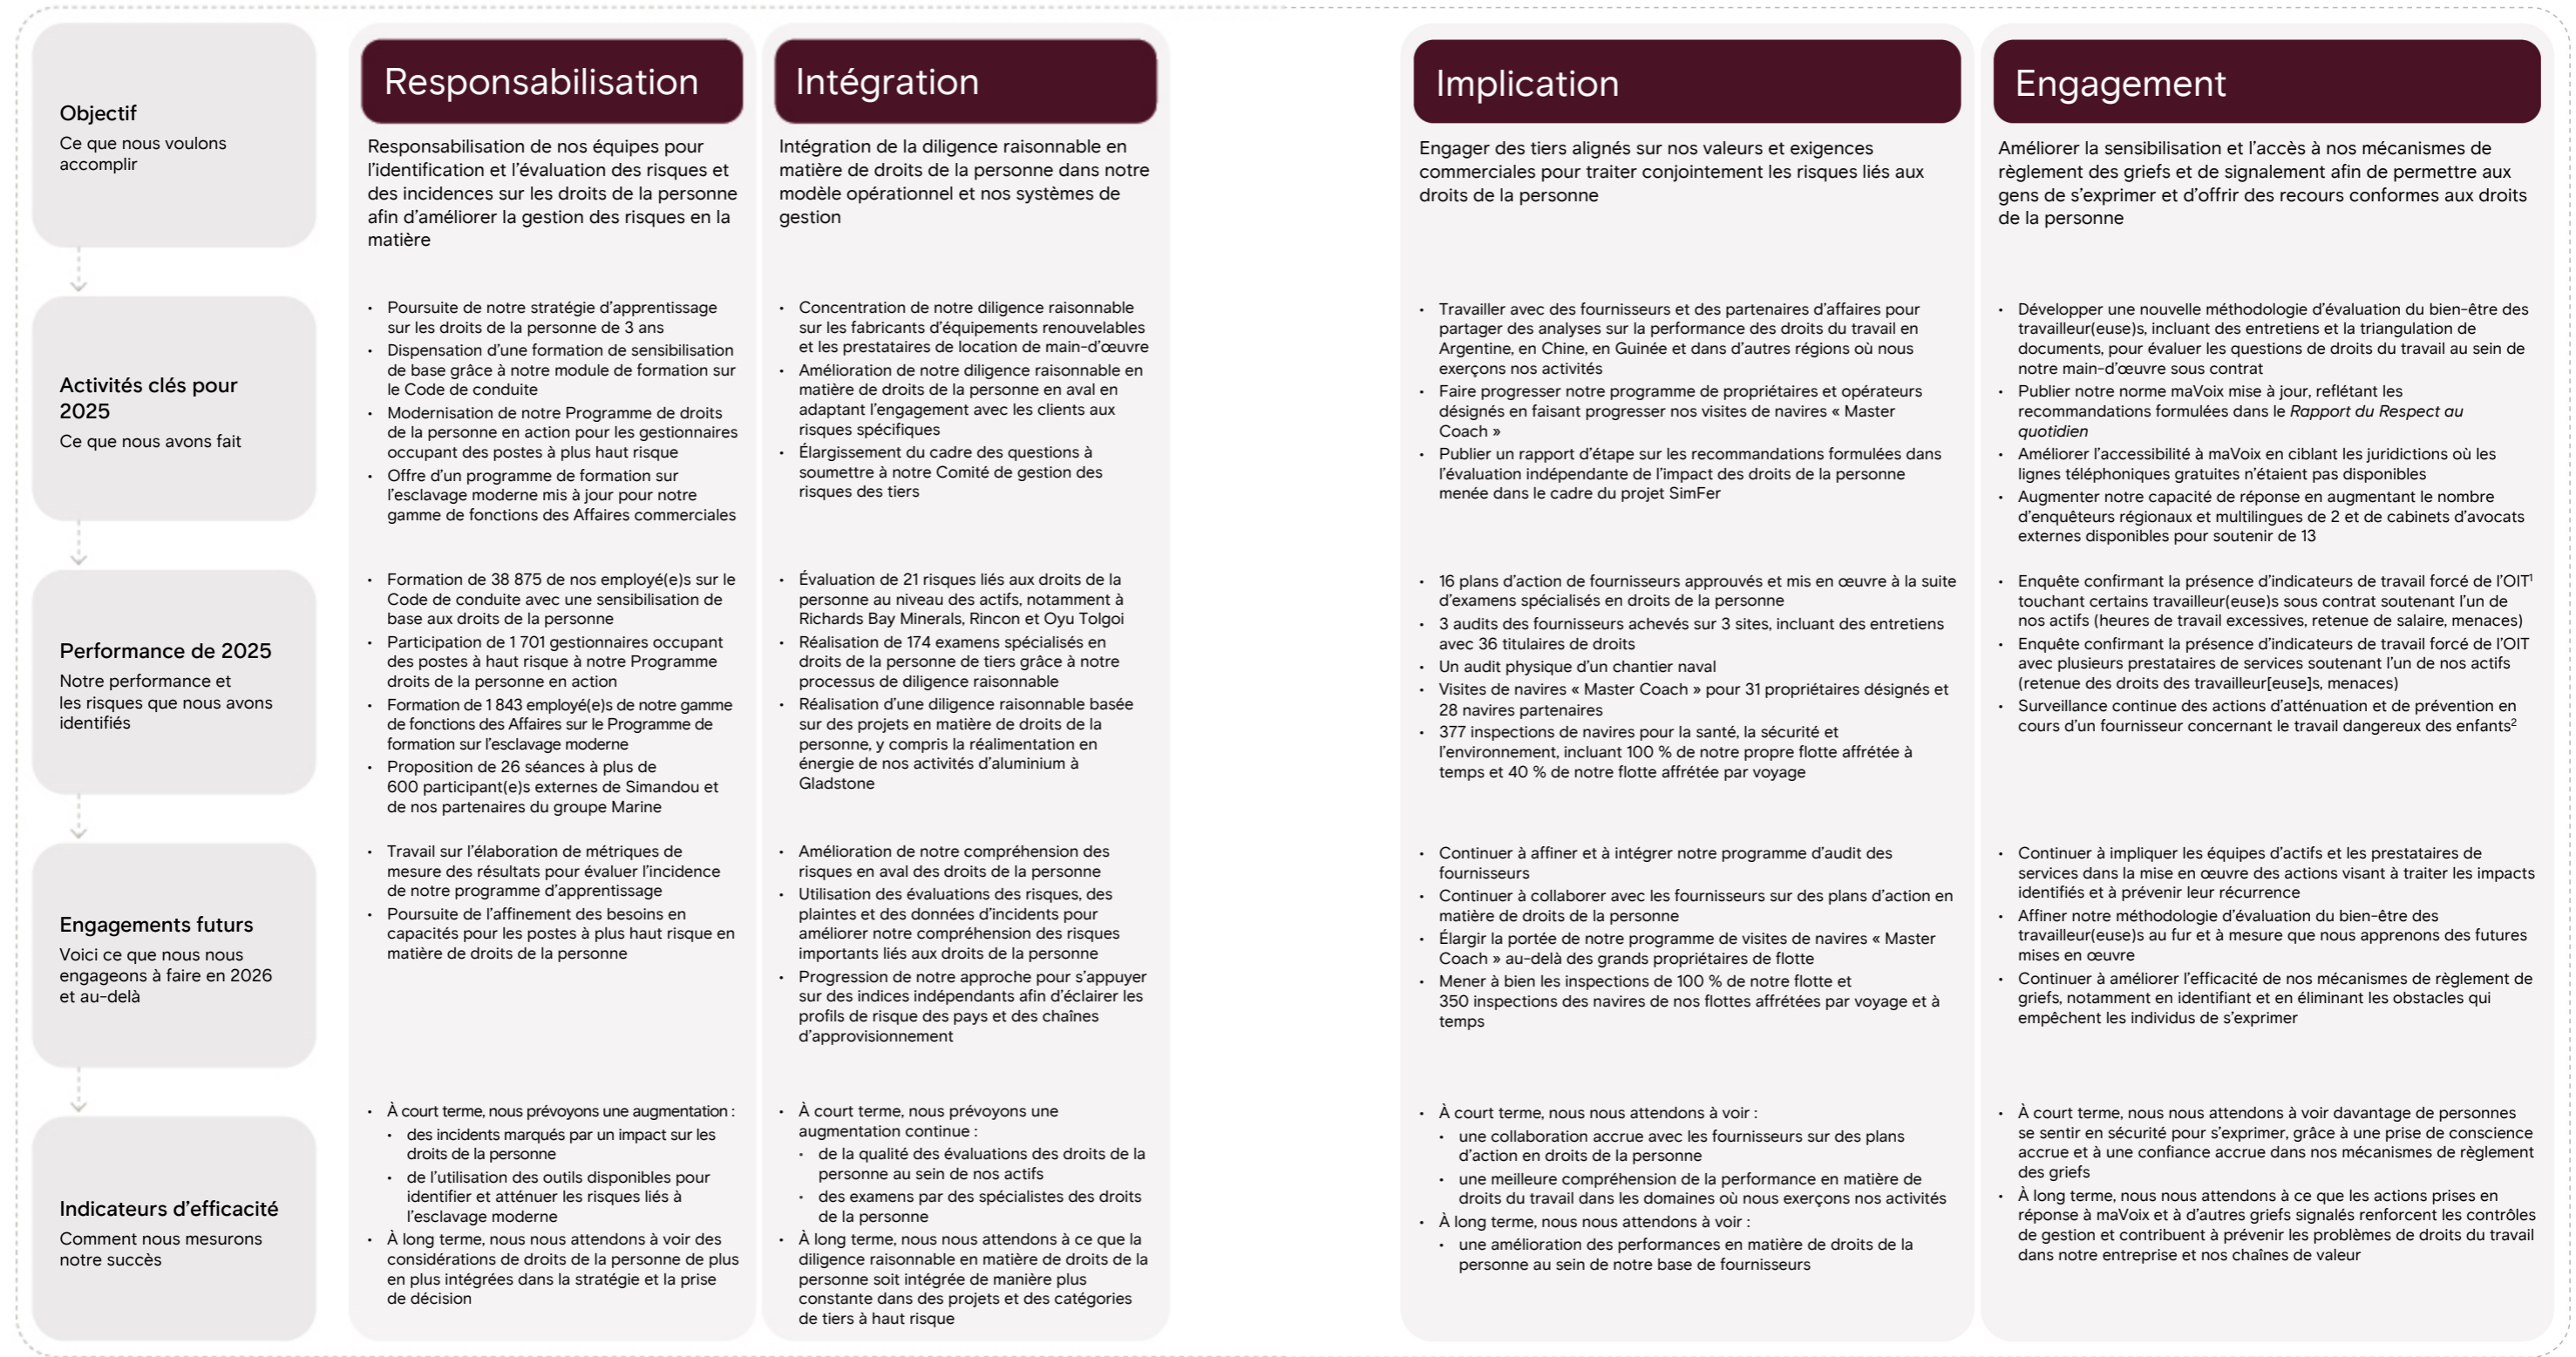 Objectif
Ce que nous voulons
accomplir
Activités clés pour
2025
Ce que nous avons fait
Performance de 2025
Notre performance et
les risques que nous avons
identifiés
Engagements futurs
Voici ce que nous nous
engageons à faire en 2026
et au-delà
Indicateurs d'efficacité
Comment nous mesurons
notre succès
Responsabilisation
Responsabilisation de nos équipes pour
l'identification et l'évaluation des risques et
des incidences sur les droits de la personne
afin d'améliorer la gestion des risques en la
matière
• Poursuite de notre stratégie d'apprentissage
sur les droits de la personne de 3 ans
• Dispensation d'une formation de sensibilisation
de base grâce à notre module de formation sur
le Code de conduite
• Modernisation de notre Programme de droits
de la personne en action pour les gestionnaires
occupant des postes à plus haut risque
• Offre d'un programme de formation sur
l'esclavage moderne mis à jour pour notre
gamme de fonctions des Affaires commerciales
• Formation de 38 875 de nos employé(e)s sur le
Code de conduite avec une sensibilisation de
base aux droits de la personne
• Participation de 1 701 gestionnaires occupant
des postes à haut risque à notre Programme
droits de la personne en action
• Formation de 1 843 employé(e)s de notre gamme
de fonctions des Affaires sur le Programme de
formation sur l'esclavage moderne
• Proposition de 26 séances à plus de
600 participant(e)s externes de Simandou et
de nos partenaires du groupe Marine
• Travail sur l'élaboration de métriques de
mesure des résultats pour évaluer l'incidence
de notre programme d'apprentissage
• Poursuite de l'affinement des besoins en
capacités pour les postes à plus haut risque en
matière de droits de la personne
• À court terme, nous prévoyons une augmentation :
• des incidents marqués par un impact sur les
droits de la personne
• de l'utilisation des outils disponibles pour
identifier et atténuer les risques liés à
l'esclavage moderne
• À long terme, nous nous attendons à voir des
considérations de droits de la personne de plus
en plus intégrées dans la stratégie et la prise
de décision
Intégration
Intégration de la diligence raisonnable en
matière de droits de la personne dans notre
modèle opérationnel et nos systèmes de
gestion
• Concentration de notre diligence raisonnable
sur les fabricants d'équipements renouvelables
et les prestataires de location de main-d'œuvre
• Amélioration de notre diligence raisonnable en
matière de droits de la personne en aval en
adaptant l'engagement avec les clients aux
risques spécifiques
• Élargissement du cadre des questions à
soumettre à notre Comité de gestion des
risques des tiers
• Évaluation de 21 risques liés aux droits de la
personne au niveau des actifs, notamment à
Richards Bay Minerals, Rincon et Oyu Tolgoi
• Réalisation de 174 examens spécialisés en
droits de la personne de tiers grâce à notre
processus de diligence raisonnable
• Réalisation d'une diligence raisonnable basée
sur des projets en matière de droits de la
personne, y compris la réalimentation en
énergie de nos activités d'aluminium à
Gladstone
• Amélioration de notre compréhension des
risques en aval des droits de la personne
• Utilisation des évaluations des risques, des
plaintes et des données d'incidents pour
améliorer notre compréhension des risques
importants liés aux droits de la personne
• Progression de notre approche pour s'appuyer
sur des indices indépendants afin d'éclairer les
profils de risque des pays et des chaînes
d'approvisionnement
• À court terme, nous prévoyons une
augmentation continue :
• de la qualité des évaluations des droits de la
personne au sein de nos actifs
• des examens par des spécialistes des droits
de la personne
• À long terme, nous nous attendons à ce que la
diligence raisonnable en matière de droits de la
personne soit intégrée de manière plus
constante dans des projets et des catégories
de tiers à haut risque
Implication
Engager des tiers alignés sur nos valeurs et exigences
commerciales pour traiter conjointement les risques liés aux
droits de la personne
• Travailler avec des fournisseurs et des partenaires d'affaires pour
partager des analyses sur la performance des droits du travail en
Argentine, en Chine, en Guinée et dans d'autres régions où nous
exerçons nos activités
• Faire progresser notre programme de propriétaires et opérateurs
désignés en faisant progresser nos visites de navires « Master
Coach »
• Publier un rapport d'étape sur les recommandations formulées dans
l'évaluation indépendante de l'impact des droits de la personne
menée dans le cadre du projet SimFer
• 16 plans d'action de fournisseurs approuvés et mis en œuvre à la suite
d'examens spécialisés en droits de la personne
• 3 audits des fournisseurs achevés sur 3 sites, incluant des entretiens
avec 36 titulaires de droits
• Un audit physique d'un chantier naval
• Visites de navires « Master Coach » pour 31 propriétaires désignés et
28 navires partenaires
• 377 inspections de navires pour la santé, la sécurité et
l'environnement, incluant 100 % de notre propre flotte affrétée à
temps et 40 % de notre flotte affrétée par voyage
• Continuer à affiner et à intégrer notre programme d'audit des
fournisseurs
• Continuer à collaborer avec les fournisseurs sur des plans d'action en
matière de droits de la personne
• Élargir la portée de notre programme de visites de navires « Master
Coach » au-delà des grands propriétaires de flotte
• Mener à bien les inspections de 100 % de notre flotte et
350 inspections des navires de nos flottes affrétées par voyage et à
temps
• À court terme, nous nous attendons à voir :
• une collaboration accrue avec les fournisseurs sur des plans
d'action en droits de la personne
• une meilleure compréhension de la performance en matière de
droits du travail dans les domaines où nous exerçons nos activités
• À long terme, nous nous attendons à voir :
• une amélioration des performances en matière de droits de la
personne au sein de notre base de fournisseurs
Engagement
Améliorer la sensibilisation et l'accès à nos mécanismes de
règlement des griefs et de signalement afin de permettre aux
gens de s'exprimer et d'offrir des recours conformes aux droits
de la personne
• Développer une nouvelle méthodologie d'évaluation du bien-être des
travailleur(euse)s, incluant des entretiens et la triangulation de
documents, pour évaluer les questions de droits du travail au sein de
notre main-d'œuvre sous contrat
• Publier notre norme maVoix mise à jour, reflétant les
recommandations formulées dans le Rapport du Respect au
quotidien
• Améliorer l'accessibilité à maVoix en ciblant les juridictions où les
lignes téléphoniques gratuites n'étaient pas disponibles
• Augmenter notre capacité de réponse en augmentant le nombre
d'enquêteurs régionaux et multilingues de 2 et de cabinets d'avocats
externes disponibles pour soutenir de 13
• Enquête confirmant la présence d'indicateurs de travail forcé de l'OIT¹
touchant certains travailleur(euse)s sous contrat soutenant l'un de
nos actifs (heures de travail excessives, retenue de salaire, menaces)
• Enquête confirmant la présence d'indicateurs de travail forcé de l'OIT
avec plusieurs prestataires de services soutenant l'un de nos actifs
(retenue des droits des travailleur[euse]s, menaces)
• Surveillance continue des actions d'atténuation et de prévention en
cours d'un fournisseur concernant le travail dangereux des enfants²
• Continuer à impliquer les équipes d'actifs et les prestataires de
services dans la mise en œuvre des actions visant à traiter les impacts
identifiés et à prévenir leur récurrence
• Affiner notre méthodologie d'évaluation du bien-être des
travailleur(euse)s au fur et à mesure que nous apprenons des futures
mises en œuvre
• Continuer à améliorer l'efficacité de nos mécanismes de règlement de
griefs, notamment en identifiant et en éliminant les obstacles qui
empêchent les individus de s'exprimer
• À court terme, nous nous attendons à voir davantage de personnes
se sentir en sécurité pour s'exprimer, grâce à une prise de conscience
accrue et à une confiance accrue dans nos mécanismes de règlement
des griefs
• À long terme, nous nous attendons à ce que les actions prises en
réponse à maVoix et à d'autres griefs signalés renforcent les contrôles
de gestion et contribuent à prévenir les problèmes de droits du travail
dans notre entreprise et nos chaînes de valeur